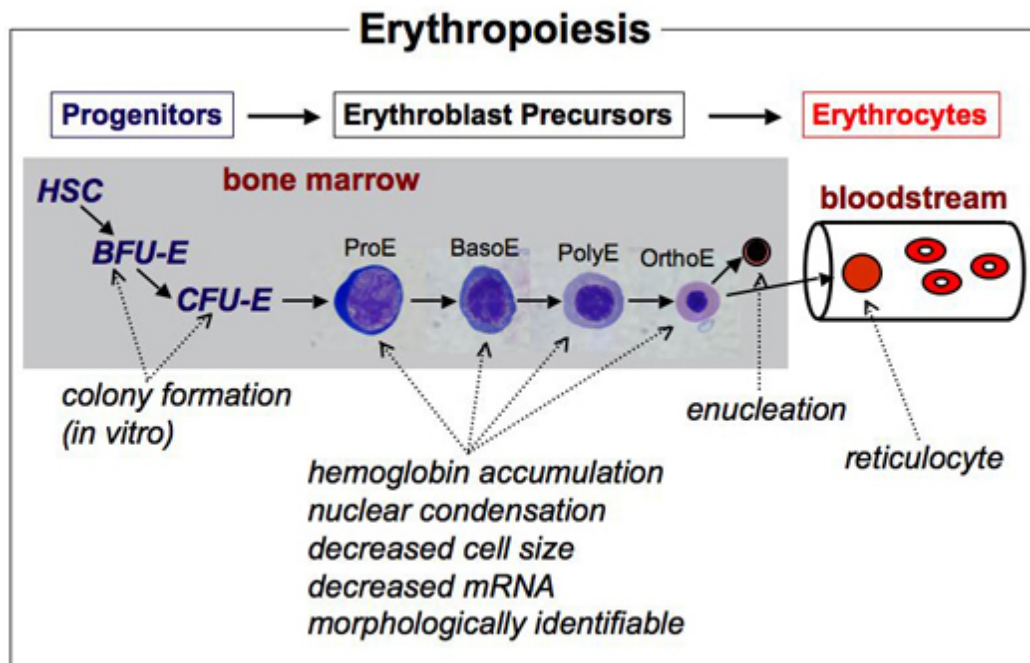 Erythropoiesis
Progenitors
Erythroblast Precursors
Erythrocytes
bone marrow
bloodstream
HSC
BFU-E
CFU-E
ProE
BasoE
PolyE
OrthoE
colony formation
(in vitro)
enucleation
reticulocyte
hemoglobin accumulation
nuclear condensation
decreased cell size
decreased mRNA
morphologically identifiable